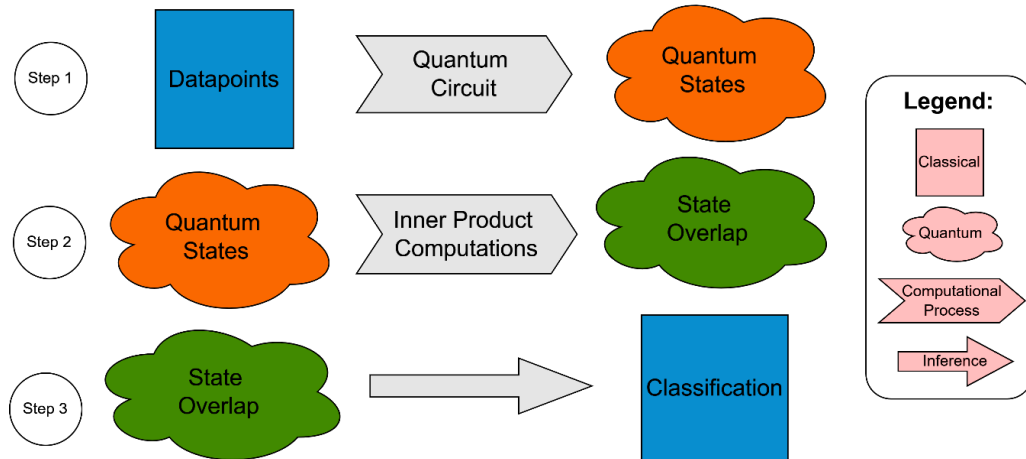 Step 1
Datapoints
Quantum
Circuit
Quantum
States
Step 2
Quantum
States
Inner Product
Computations
State
Overlap
Step 3
State
Overlap
Classification
Legend:
Classical
Quantum
Computational
Process
Inference